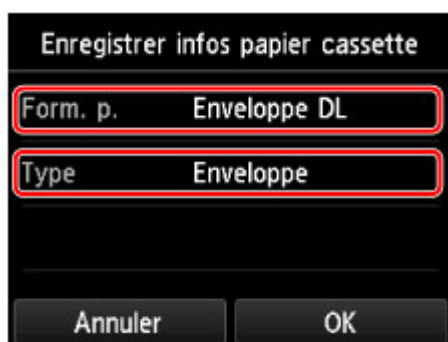 Enregistrer infos papier cassette
Form. p. Enveloppe DL
Type Enveloppe
Annuler OK